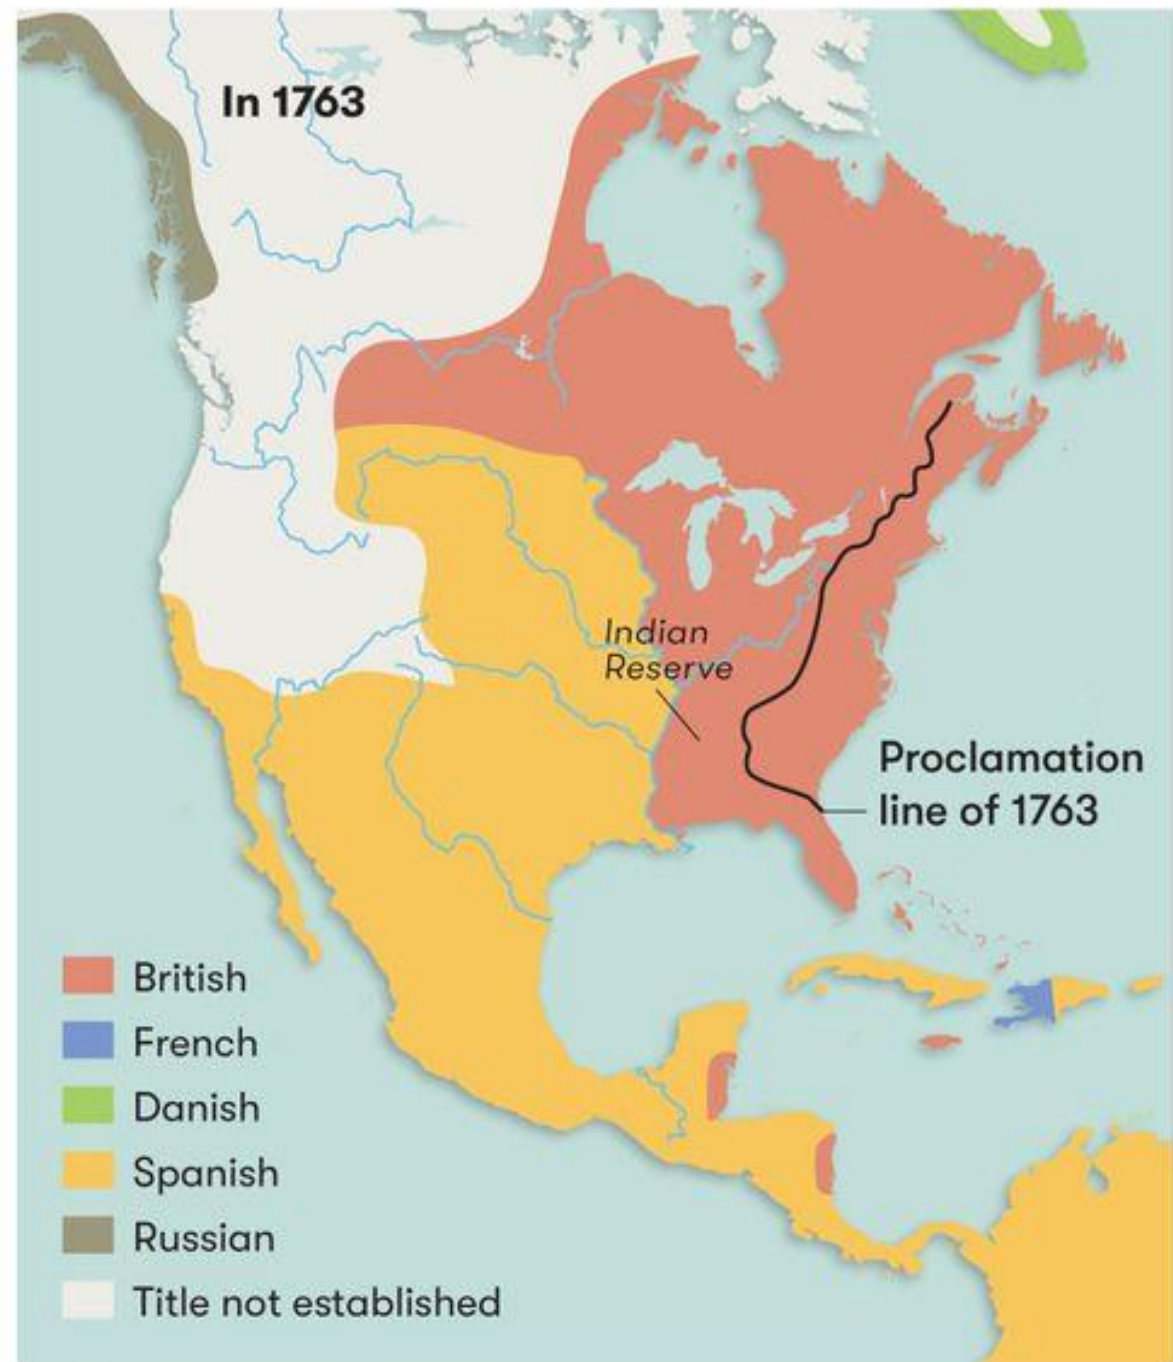 In 1763
Indian
Reserve
Proclamation
line of 1763
British
French
Danish
Spanish
Russian
Title not established